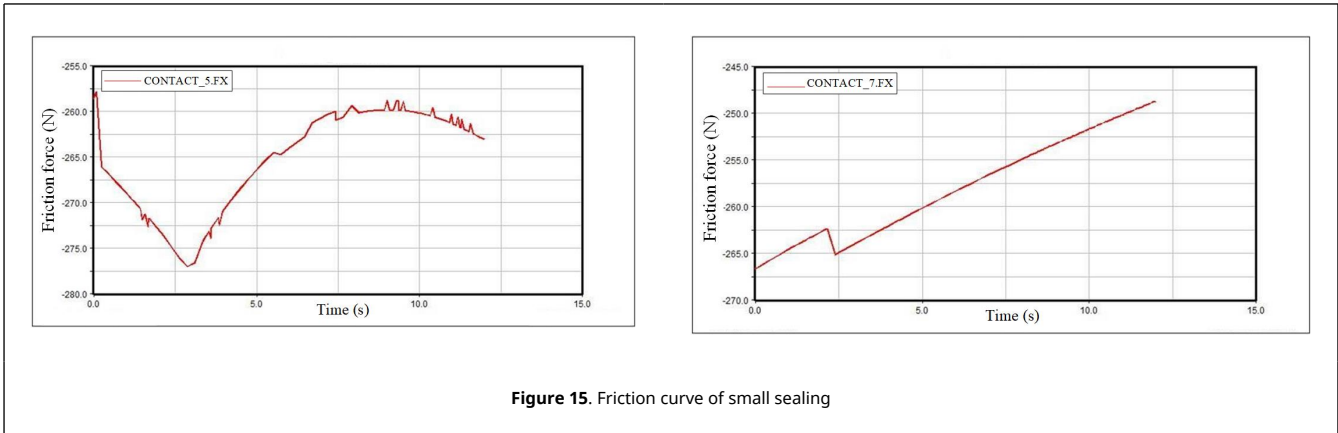 CONTACT_5.FX
Friction force (N)
-255.0
-260.0
-265.0
-270.0
-275.0
-280.0
0.0
5.0
10.0
15.0
Time (s)
CONTACT_7.FX
Friction force (N)
-245.0
-250.0
-255.0
-260.0
-265.0
-270.0
0.0
5.0
10.0
15.0
Time (s)
Figure 15. Friction curve of small sealing